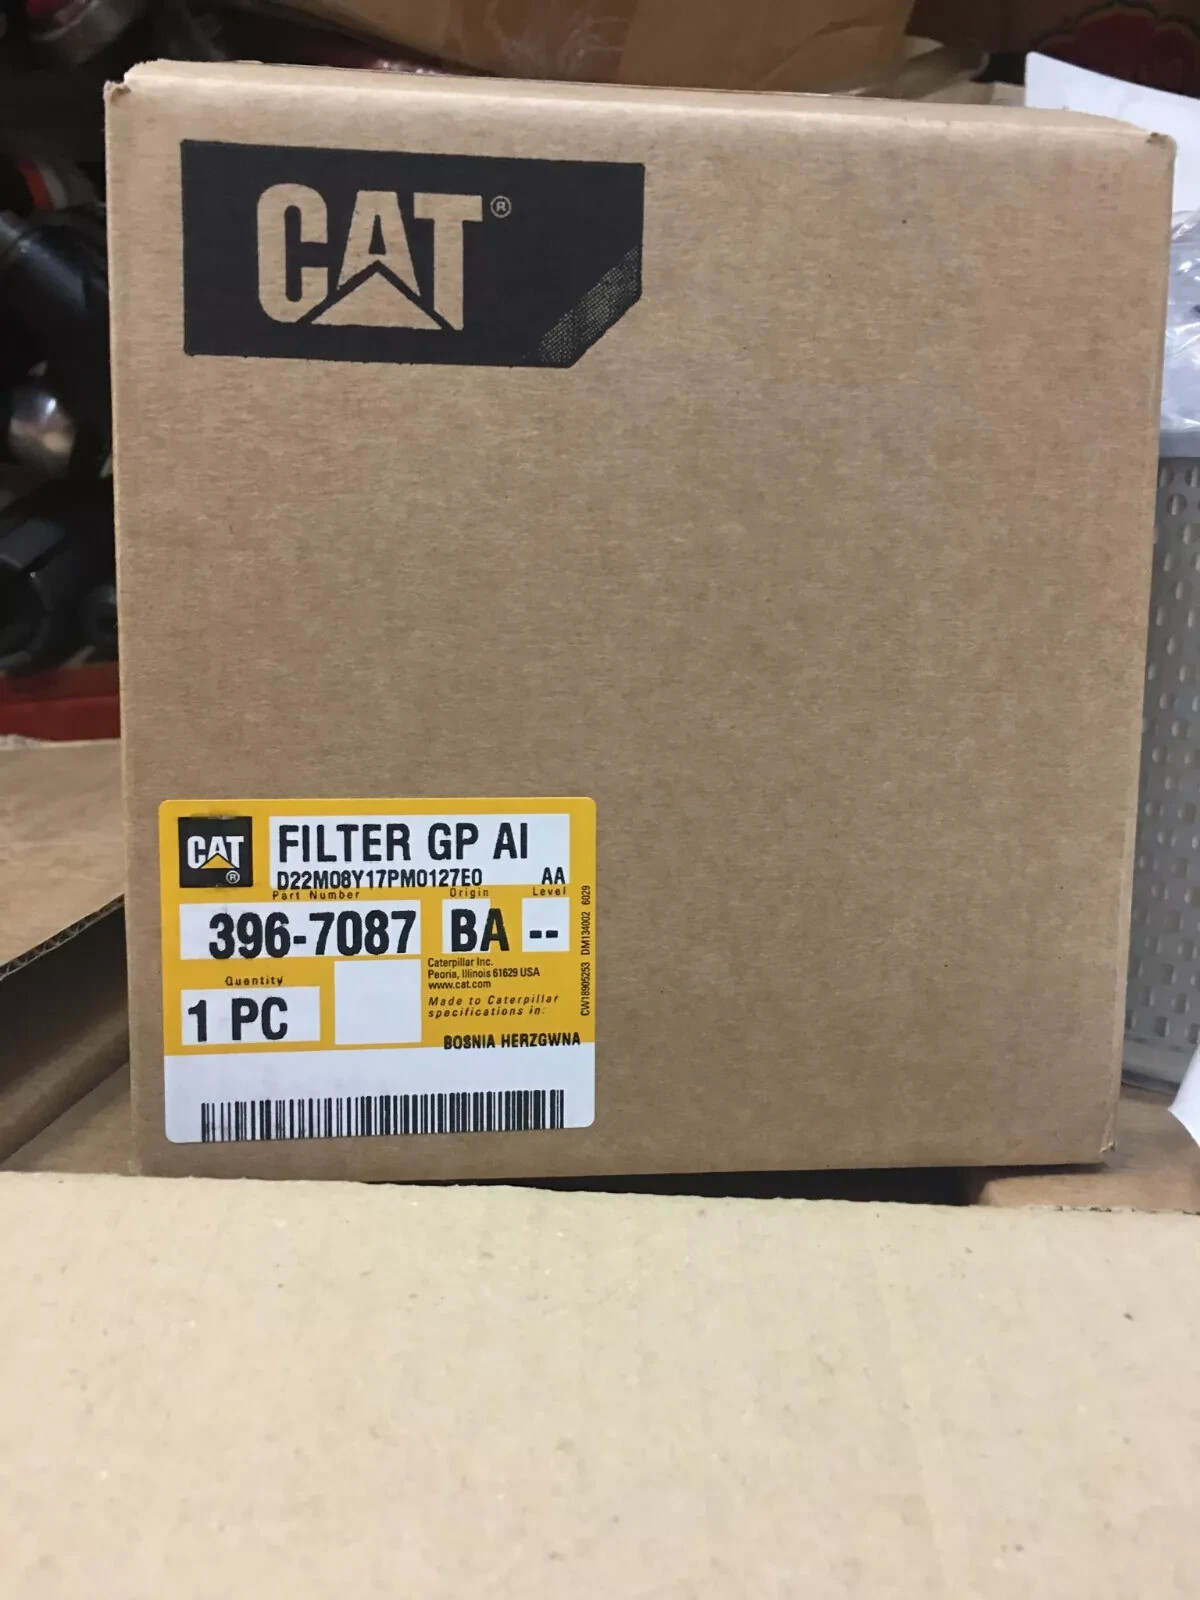 CAT®
CAT®
FILTER GP AI
D22M08Y17PM0127E0 AA
Part Number Origin Level
396-7087 BA --
Quantity
1 PC
Caterpillar Inc.
Peoria, Illinois 61629 USA
www.cat.com
Made to Caterpillar
specifications in:
BOSNIA HERZGWNA
CW18905253 DM134002 6029